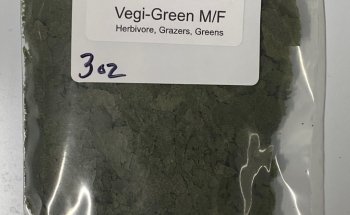 Vegi-Green M/F
Herbivore, Grazers, Greens
3oz